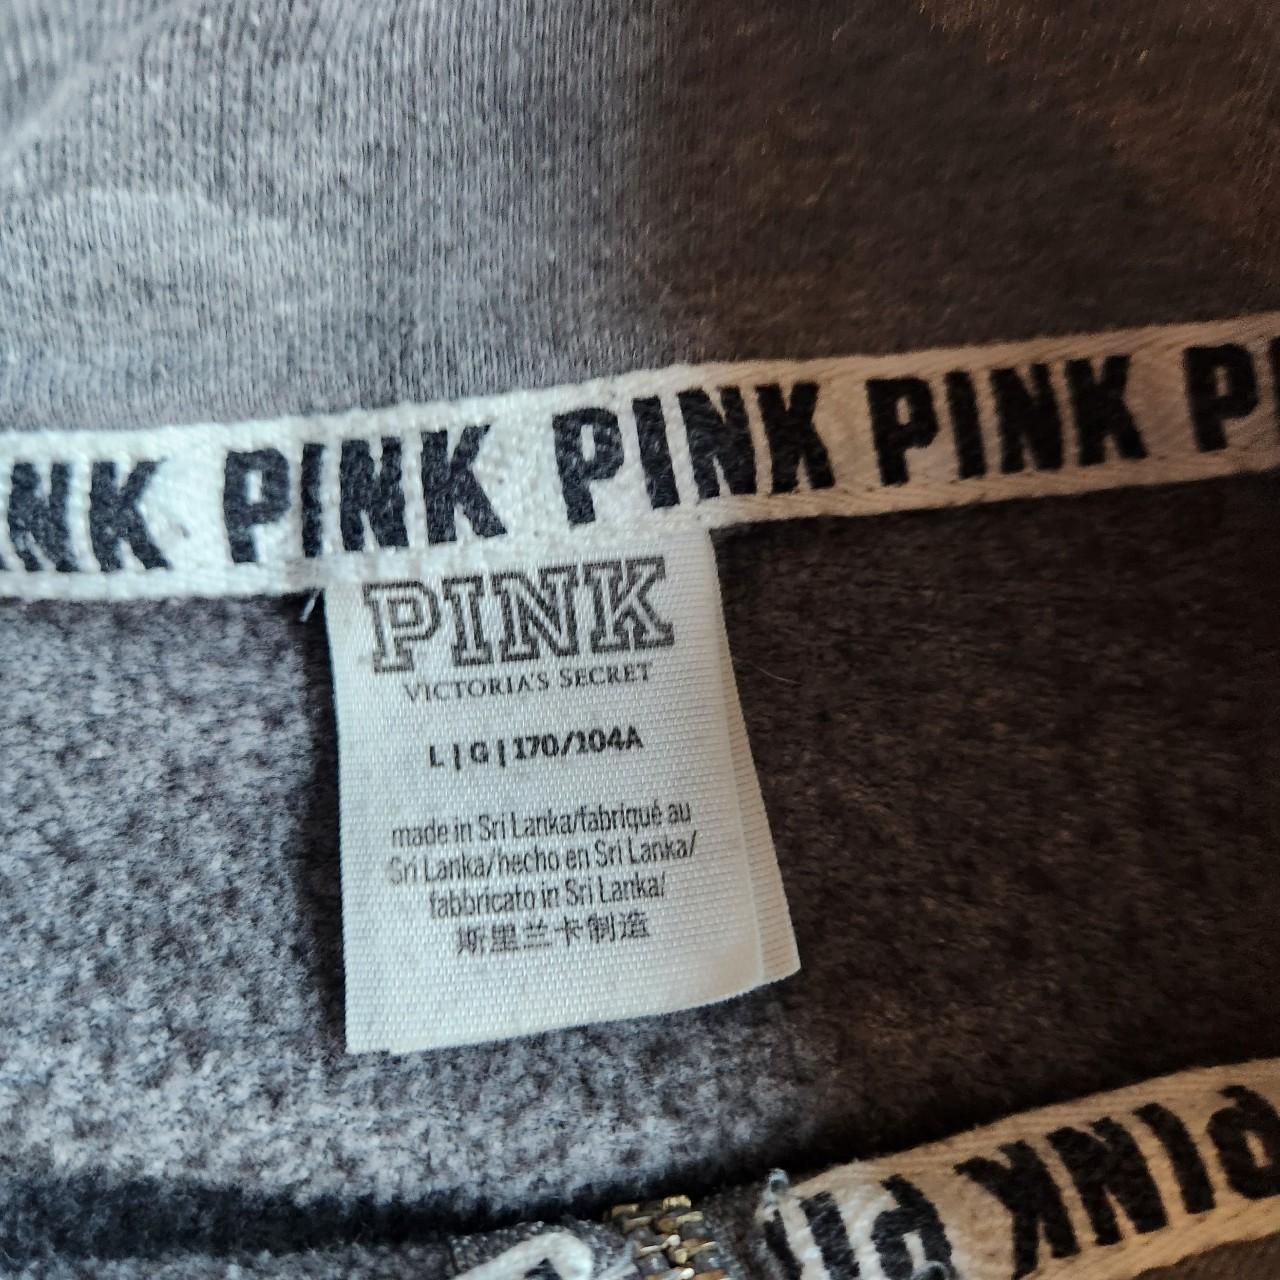 INK PINK PINK PINK P
PINK
VICTORIA'S SECRET
L | G | 170/104A
made in Sri Lanka/fabriqué au
Sri Lanka/hecho en Sri Lanka/
fabbricato in Sri Lanka/
斯里兰卡制造
PINK